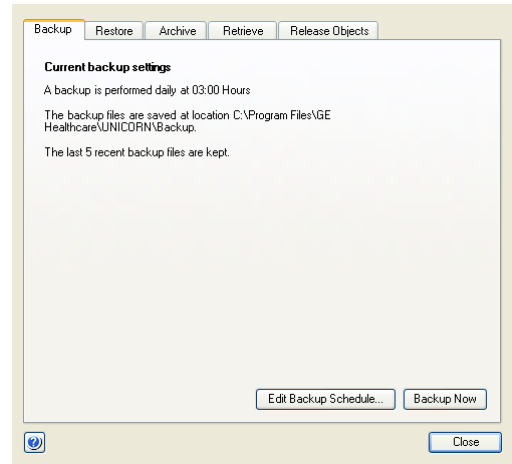 Backup Restore Archive Retrieve Release Objects
Current backup settings
A backup is performed daily at 03:00 Hours
The backup files are saved at location C:\Program Files\GE
Healthcare\UNICORN\Backup.
The last 5 recent backup files are kept.
Edit Backup Schedule... Backup Now
? Close